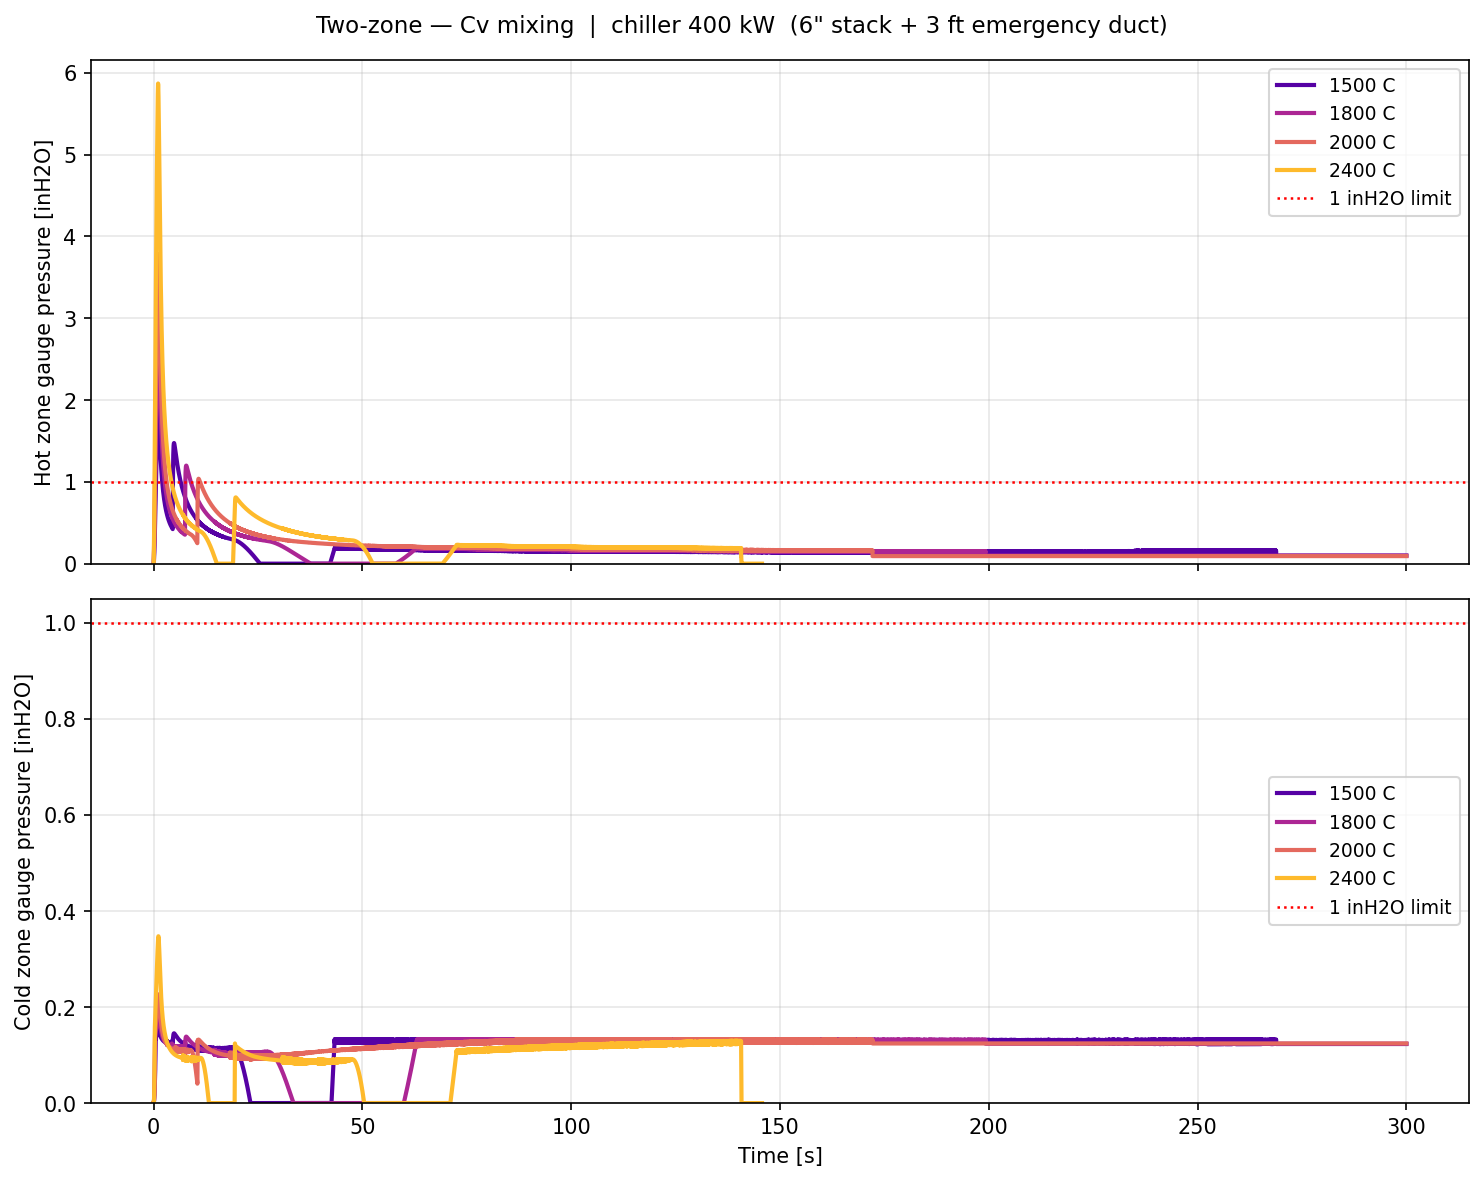 Two-zone — Cv mixing | chiller 400 kW (6" stack + 3 ft emergency duct)
Hot zone gauge pressure [inH2O]
6
5
4
3
2
1
0
1500 C
1800 C
2000 C
2400 C
1 inH2O limit
Cold zone gauge pressure [inH2O]
1.0
0.8
0.6
0.4
0.2
0.0
1500 C
1800 C
2000 C
2400 C
1 inH2O limit
0 50 100 150 200 250 300
Time [s]